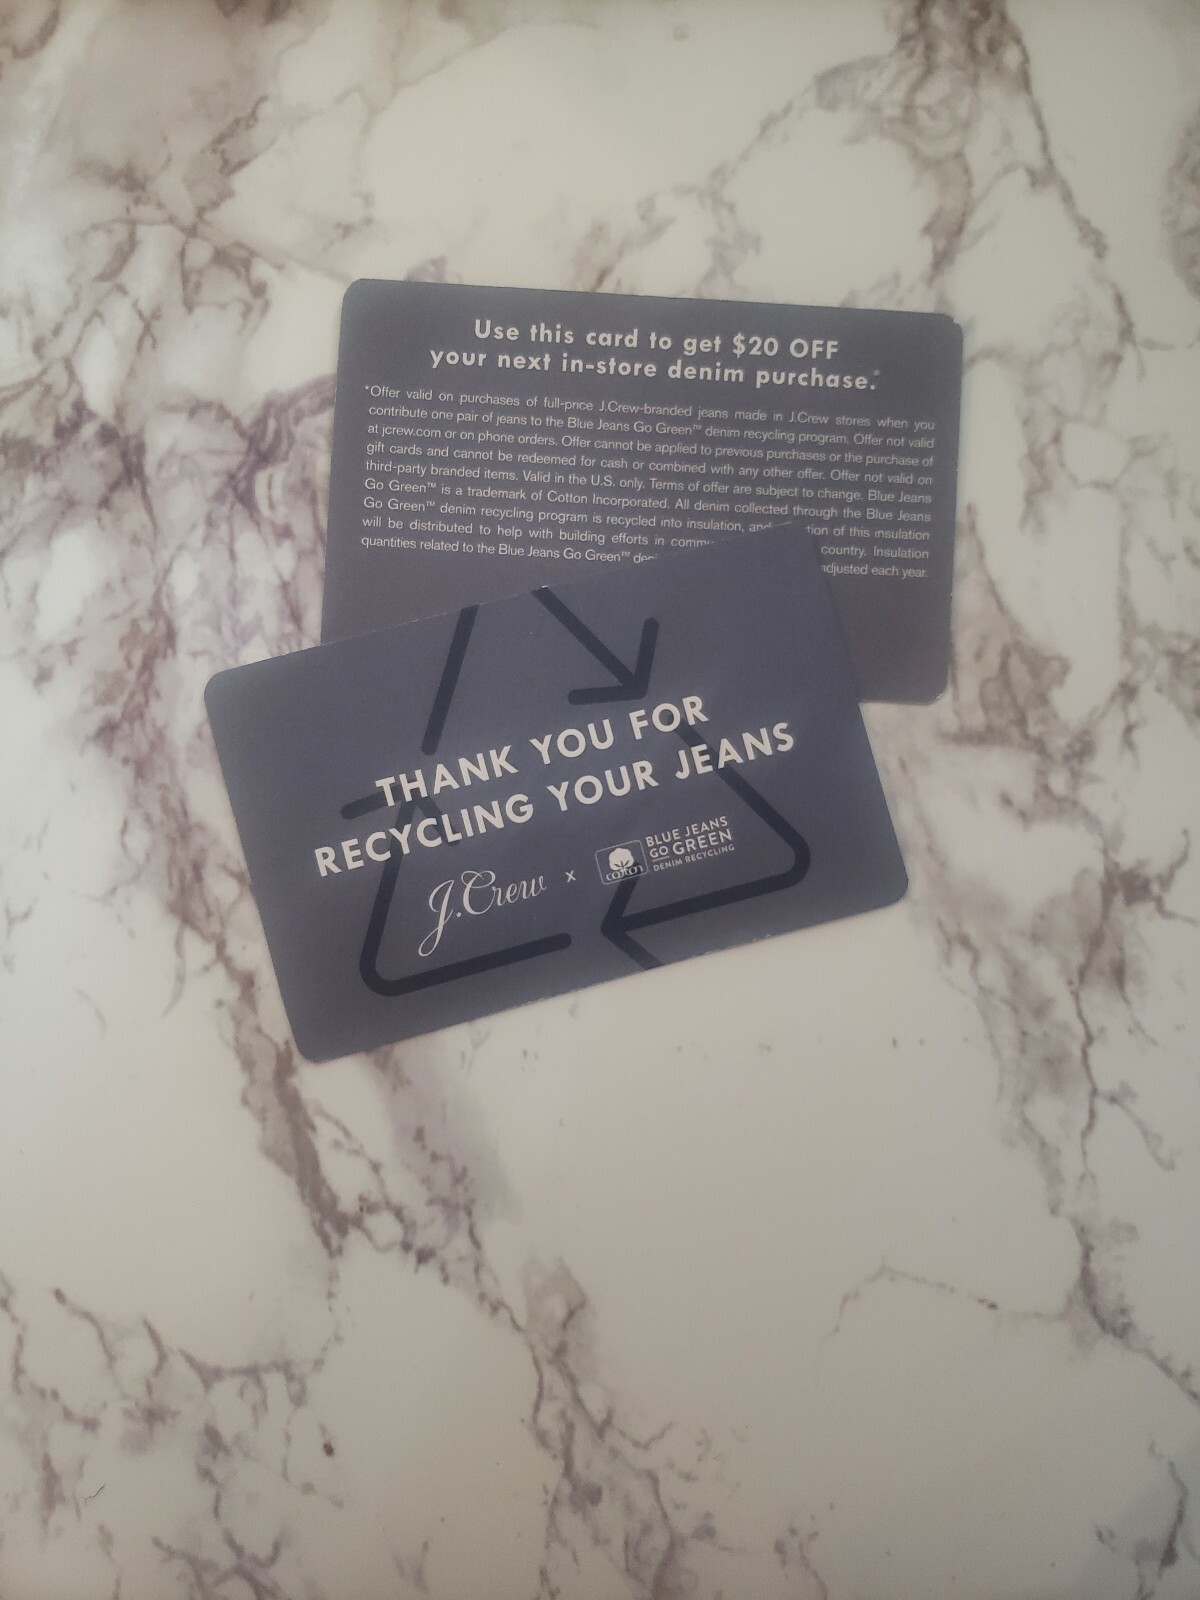 Use this card to get $20 OFF
your next in-store denim purchase.*
*Offer valid on purchases of full-price J.Crew-branded jeans made in J.Crew stores when you
contribute one pair of jeans to the Blue Jeans Go Green™ denim recycling program. Offer not valid
at jcrew.com or on phone orders. Offer cannot be applied to previous purchases or the purchase of
gift cards and cannot be redeemed for cash or combined with any other offer. Offer not valid on
third-party branded items. Valid in the U.S. only. Terms of offer are subject to change. Blue Jeans
Go Green™ is a trademark of Cotton Incorporated. All denim collected through the Blue Jeans
Go Green™ denim recycling program is recycled into insulation, and of this insulation
will be distributed to help with building efforts in country. Insulation
quantities related to the Blue Jeans Go Green™ adjusted each year.
THANK YOU FOR
RECYCLING YOUR JEANS
J.Crew x cotton BLUE JEANS
GO GREEN
DENIM RECYCLING